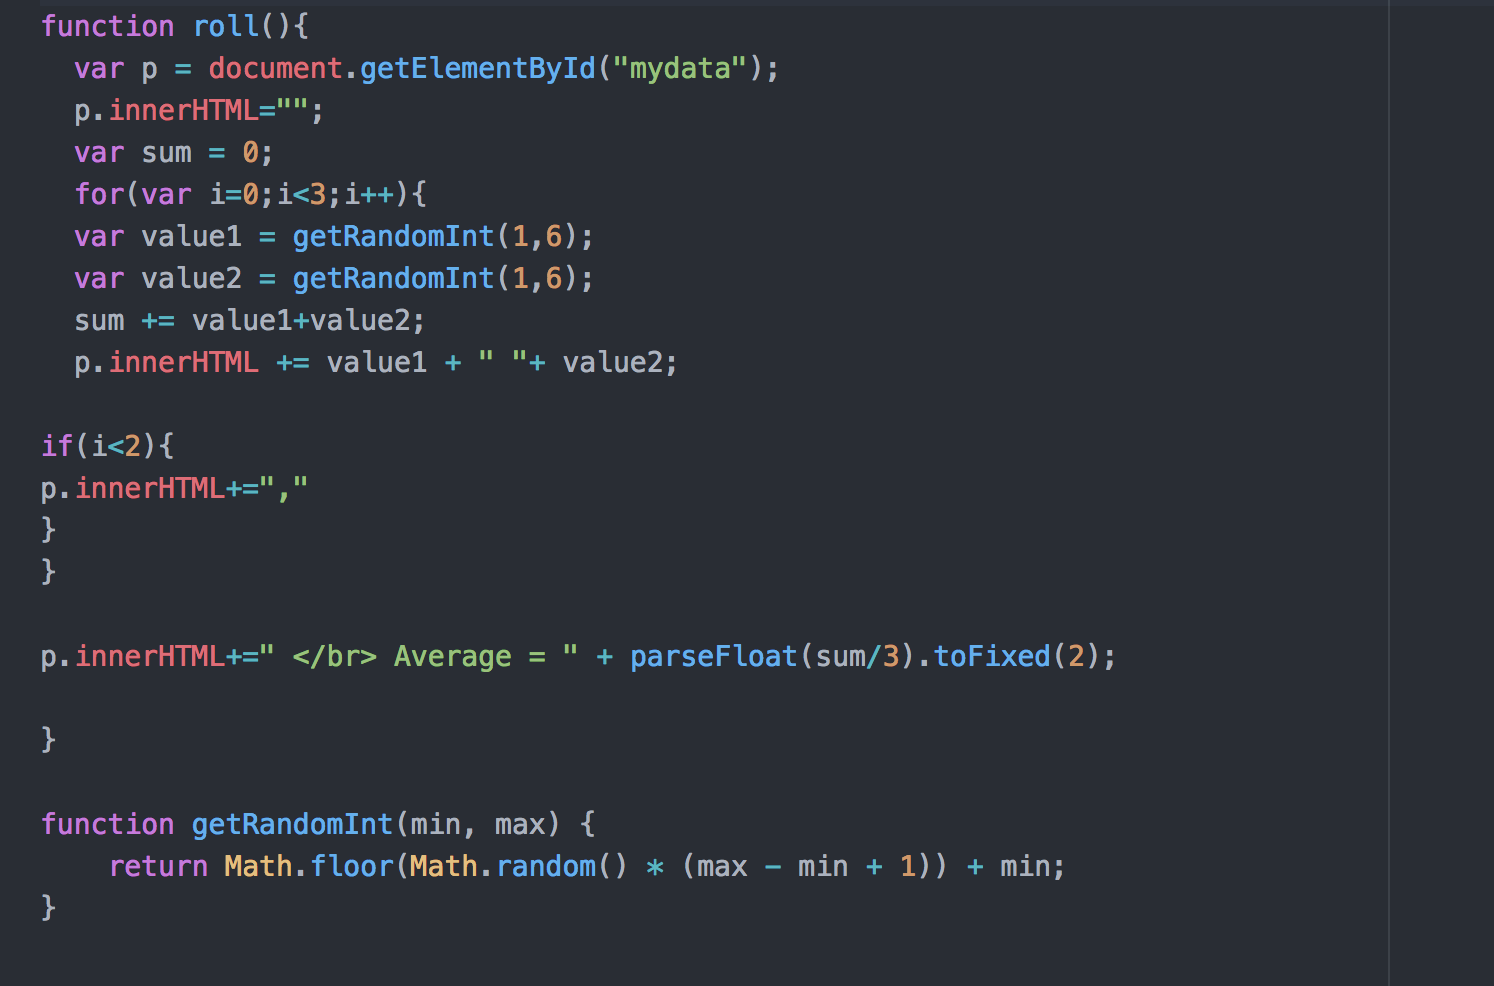 function roll(){
  var p = document.getElementById("mydata");
  p.innerHTML="";
  var sum = 0;
  for(var i=0;i<3;i++){
  var value1 = getRandomInt(1,6);
  var value2 = getRandomInt(1,6);
  sum += value1+value2;
  p.innerHTML += value1 + " "+ value2;
if(i<2){
p.innerHTML+=","
}
}
p.innerHTML+=" </br> Average = " + parseFloat(sum/3).toFixed(2);
}
function getRandomInt(min, max) {
    return Math.floor(Math.random() * (max - min + 1)) + min;
}